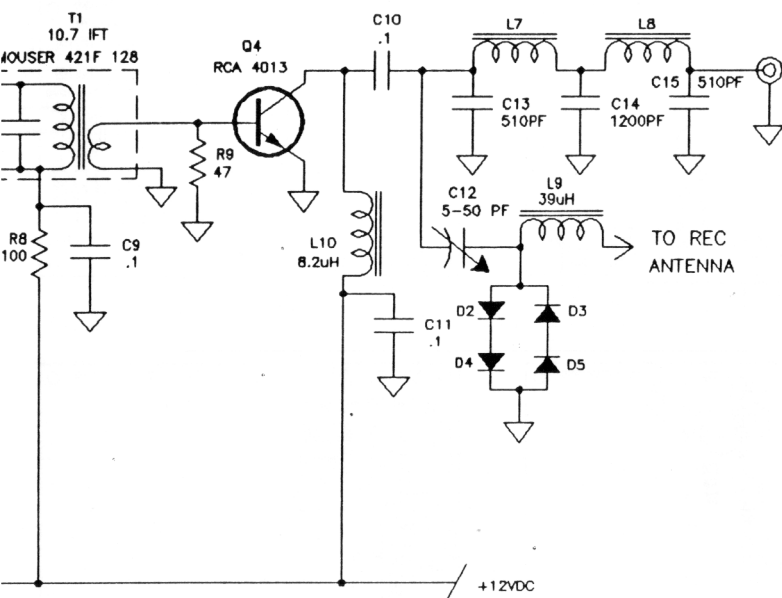 T1
10.7 IFT
MOUSER 421F 128
Q4
RCA 4013
C10
.1
L7
L8
C13
510PF
C14
1200PF
C15 510PF
R9
47
R8
100
C9
.1
L10
8.2uH
C11
.1
C12
5-50 PF
L9
39uH
TO REC
ANTENNA
D2
D3
D4
D5
+12VDC